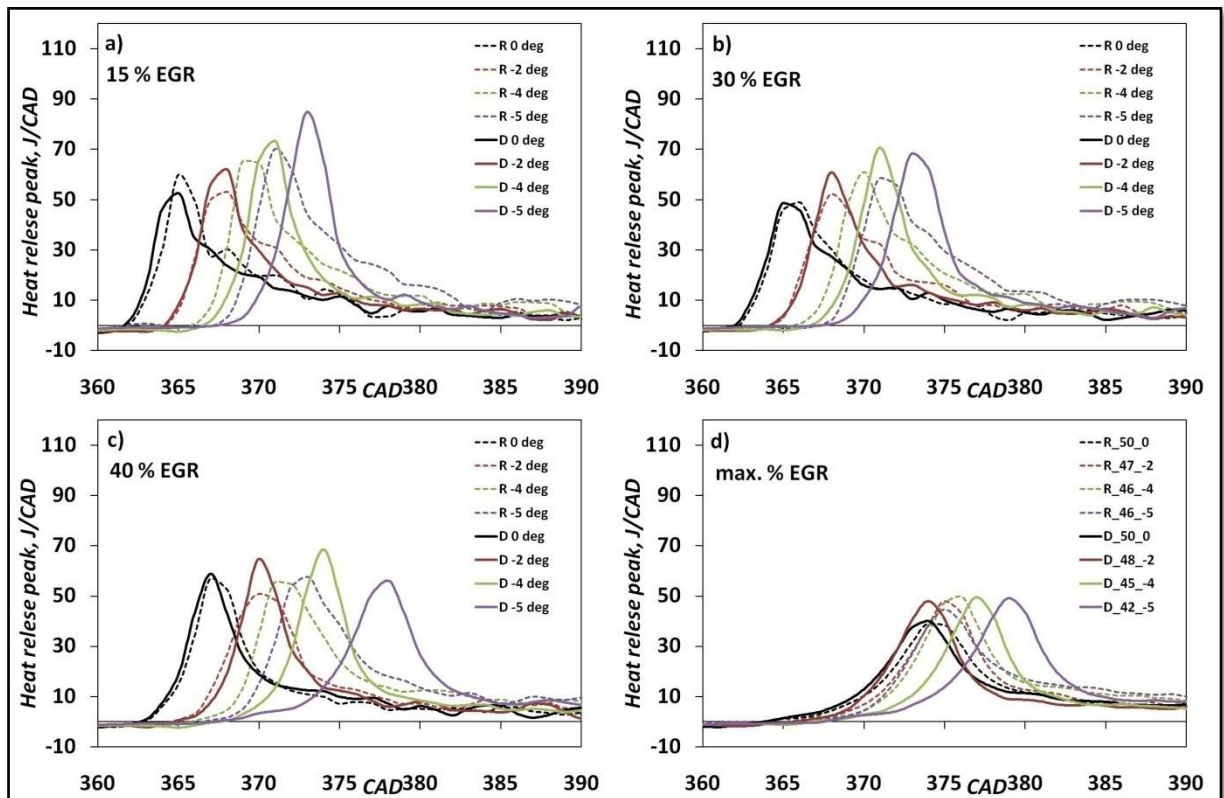 a)
15 % EGR
Heat relese peak, J/CAD
110
90
70
50
30
10
-10
R 0 deg
R -2 deg
R -4 deg
R -5 deg
D 0 deg
D -2 deg
D -4 deg
D -5 deg
360 365 370 375 CAD 380 385 390
b)
30 % EGR
Heat relese peak, J/CAD
110
90
70
50
30
10
-10
R 0 deg
R -2 deg
R -4 deg
R -5 deg
D 0 deg
D -2 deg
D -4 deg
D -5 deg
360 365 370 375 CAD 380 385 390
c)
40 % EGR
Heat relese peak, J/CAD
110
90
70
50
30
10
-10
R 0 deg
R -2 deg
R -4 deg
R -5 deg
D 0 deg
D -2 deg
D -4 deg
D -5 deg
360 365 370 375 CAD 380 385 390
d)
max. % EGR
Heat relese peak, J/CAD
110
90
70
50
30
10
-10
R_50_0
R_47_-2
R_46_-4
R_46_-5
D_50_0
D_48_-2
D_45_-4
D_42_-5
360 365 370 375 CAD 380 385 390